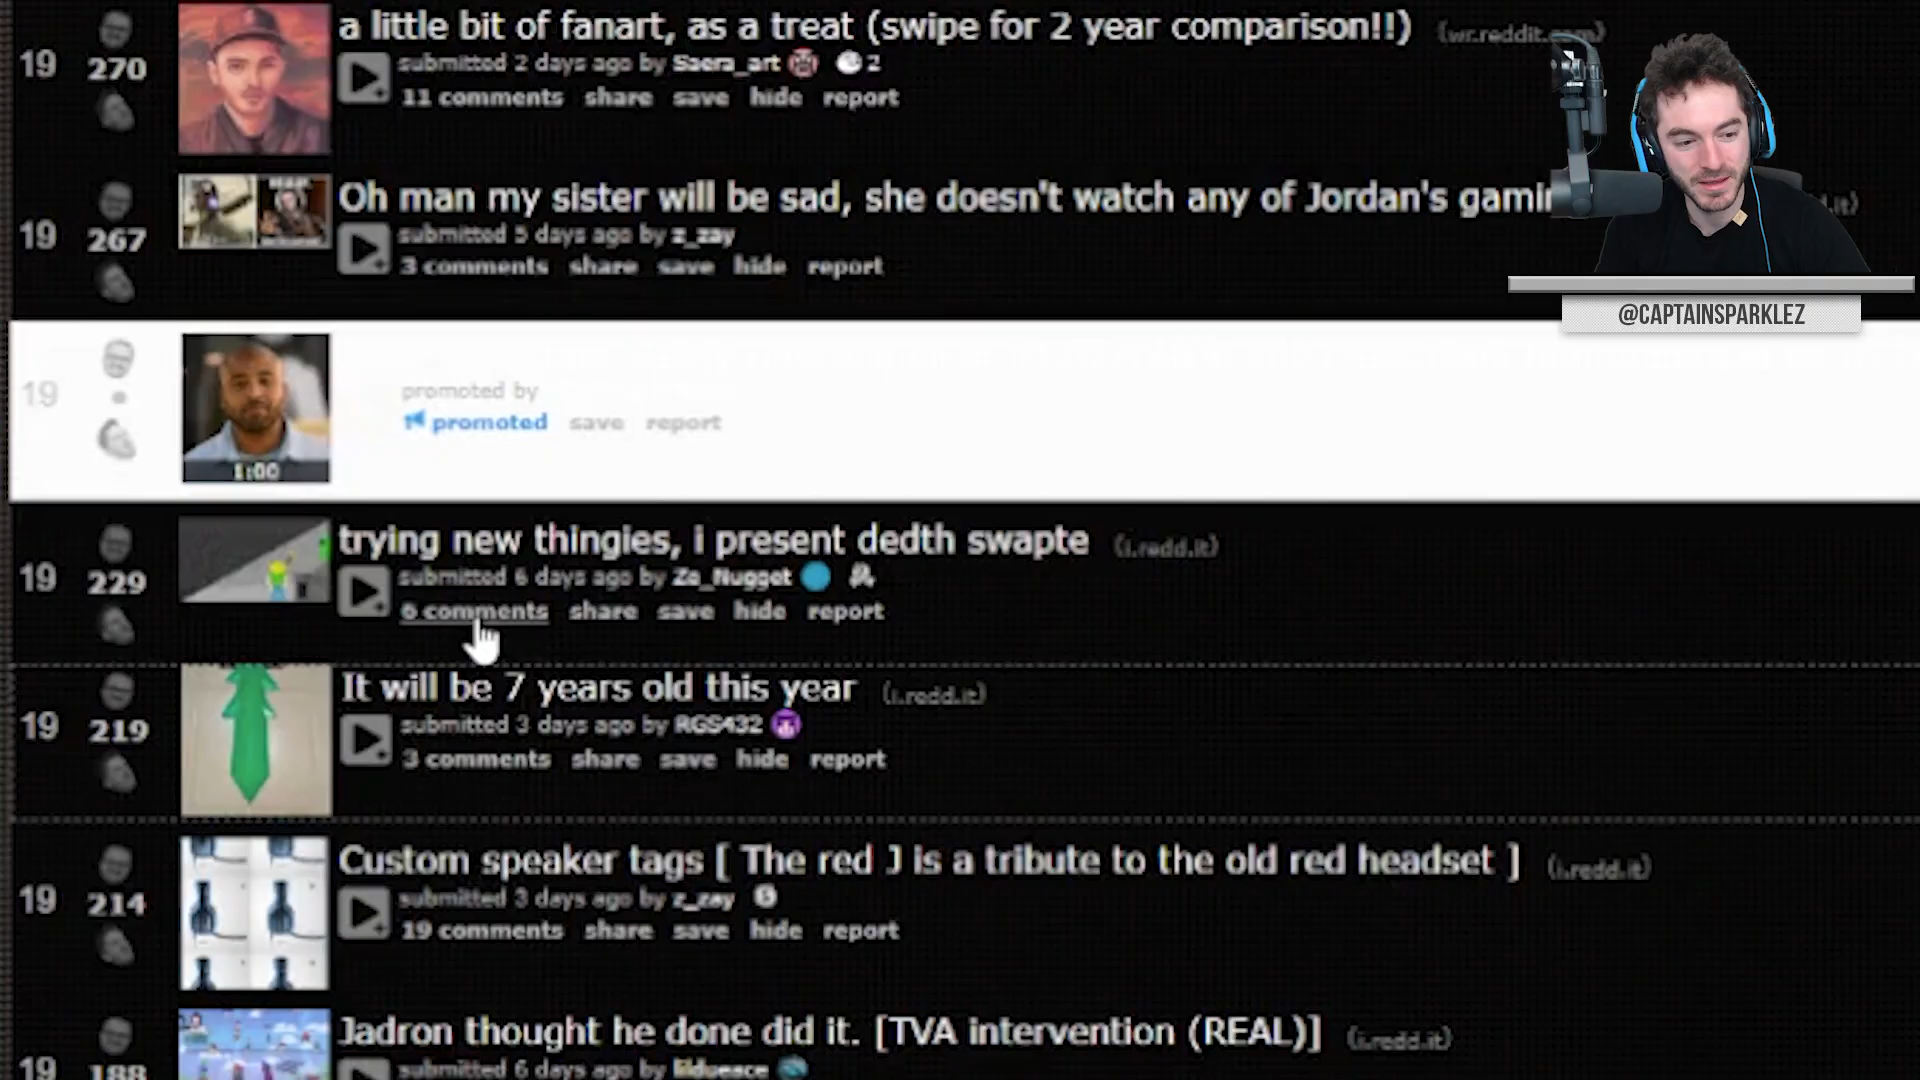 a little bit of fanart, as a treat (swipe for 2 year comparison!!) (wr.reddit.com)
19 270 submitted 2 days ago by Saera_art 2
11 comments share save hide report
Oh man my sister will be sad, she doesn't watch any of Jordan's gamin
19 267 submitted 5 days ago by z_zay
3 comments share save hide report
@CAPTAINSPARKLEZ
19 promoted by
promoted save report
1:00
trying new thingies, i present dedth swapte (i.redd.it)
19 229 submitted 6 days ago by Ze_Nugget
6 comments share save hide report
It will be 7 years old this year (i.redd.it)
19 219 submitted 3 days ago by RGS432
3 comments share save hide report
Custom speaker tags [ The red J is a tribute to the old red headset ] (i.redd.it)
19 214 submitted 3 days ago by z_zay
19 comments share save hide report
Jadron thought he done did it. [TVA intervention (REAL)] (i.redd.it)
19 188 submitted 6 days ago by